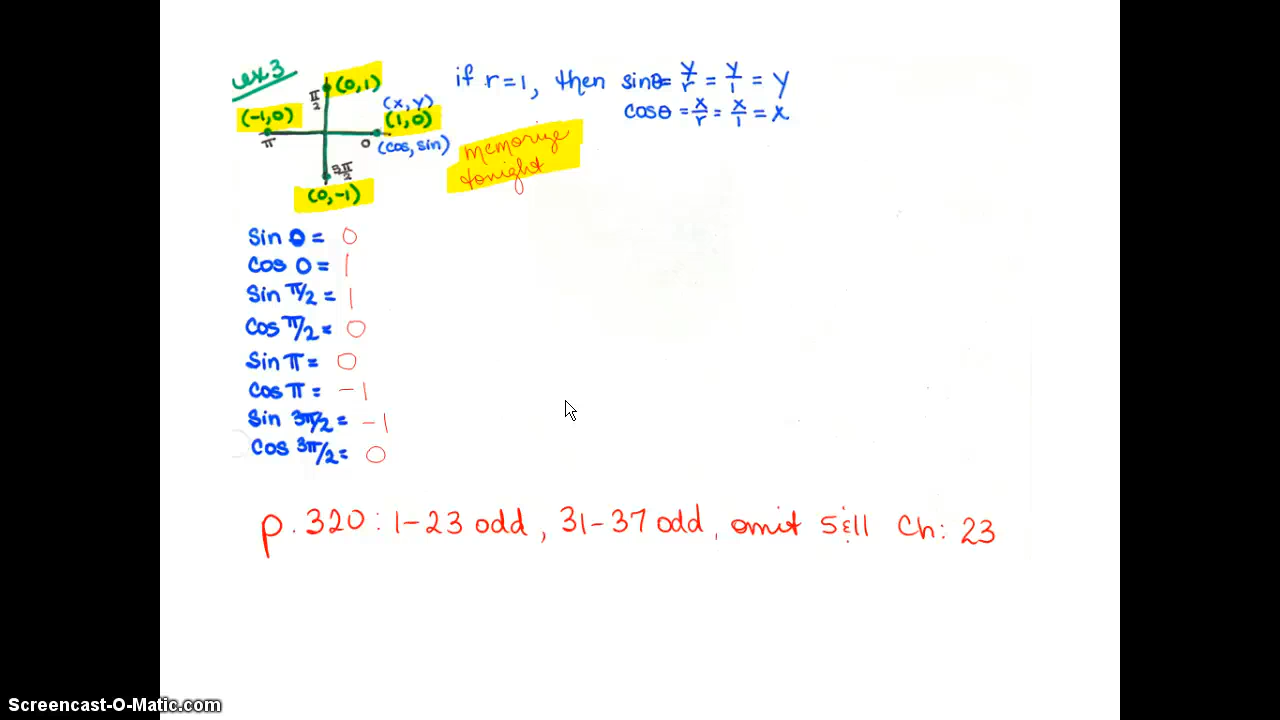 ex 3
(0,1)
if r=1, then sinθ= y/r = y/1 = y
cosθ = x/r = x/1 = x
π/2
(x, y)
(-1,0)
(1,0)
π
0
(cos, sin)
memorize
tonight
3π/2
(0,-1)
Sin 0 = 0
Cos 0 = 1
Sin π/2 = 1
Cos π/2 = 0
Sin π = 0
Cos π = -1
Sin 3π/2 = -1
Cos 3π/2 = 0
p. 320: 1-23 odd, 31-37 odd, omit 5 & 11 Ch: 23
Screencast-O-Matic.com